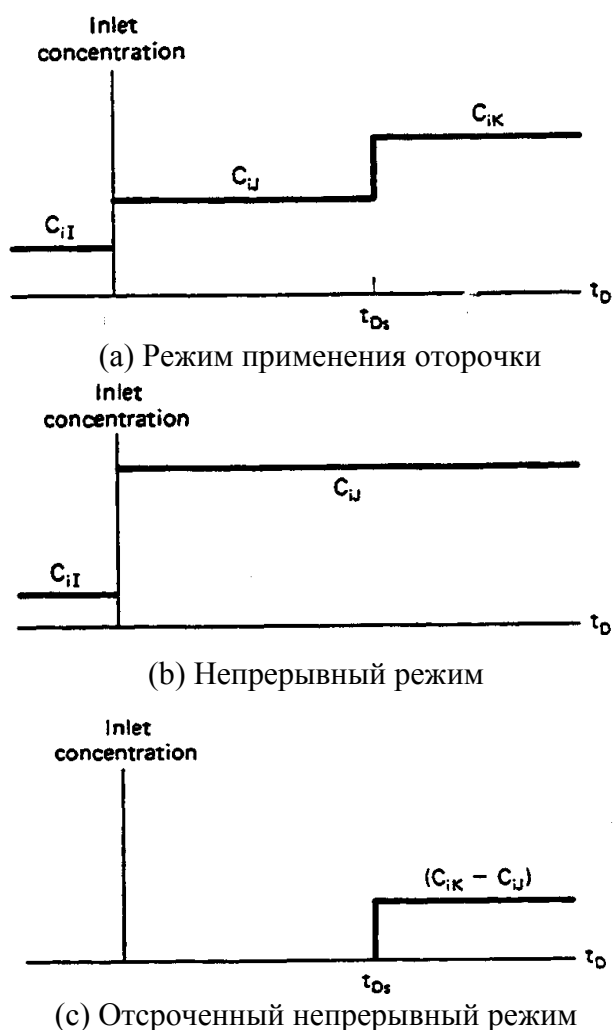 Inlet
concentration
C_iK
C_iJ
C_iI
t_D
t_Ds
(a) Режим применения оторочки
Inlet
concentration
C_iJ
C_iI
t_D
(b) Непрерывный режим
Inlet
concentration
(C_iK − C_iJ)
t_D
t_Ds
(c) Отсроченный непрерывный режим